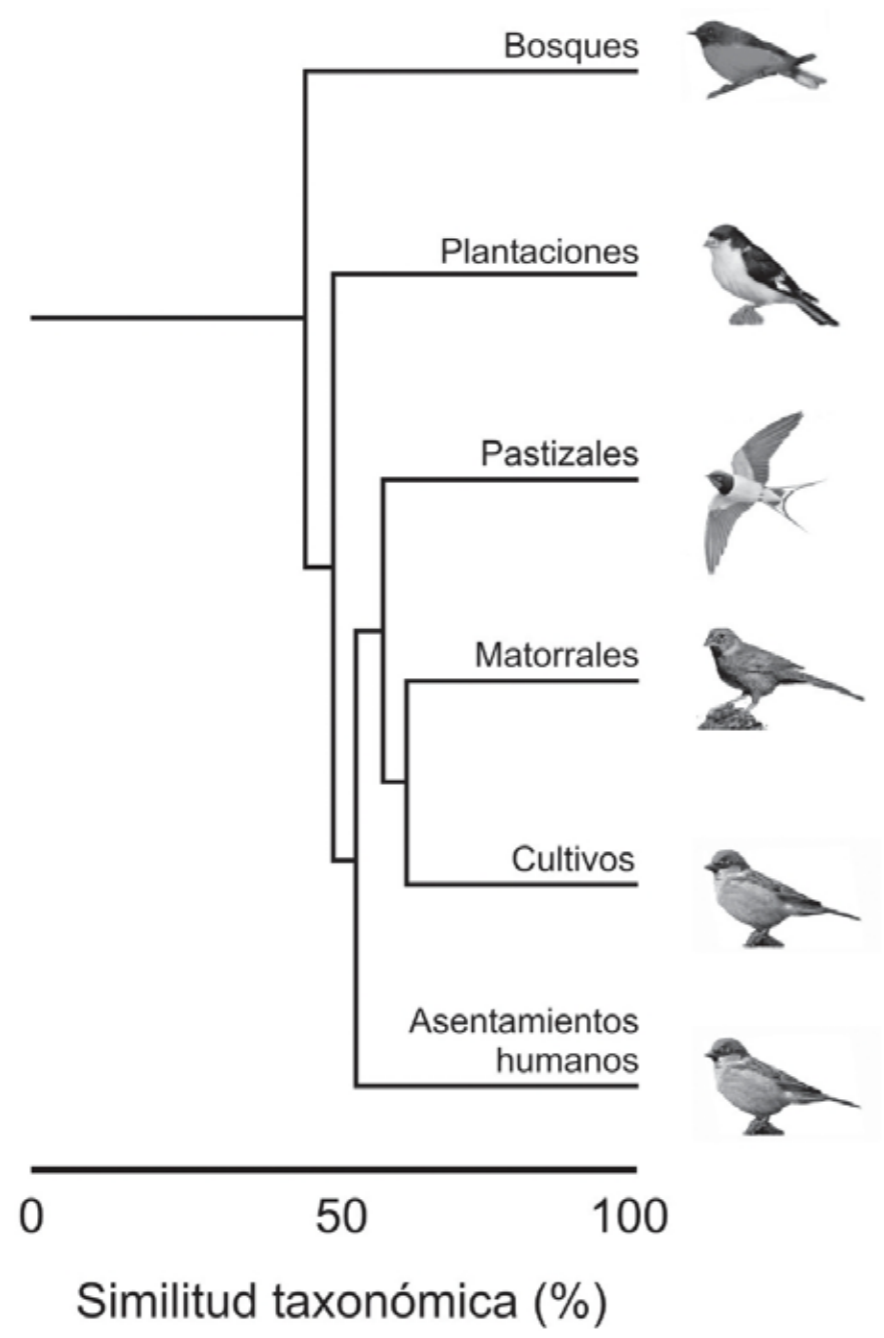 Bosques
Plantaciones
Pastizales
Matorrales
Cultivos
Asentamientos
humanos
0 50 100
Similitud taxonómica (%)